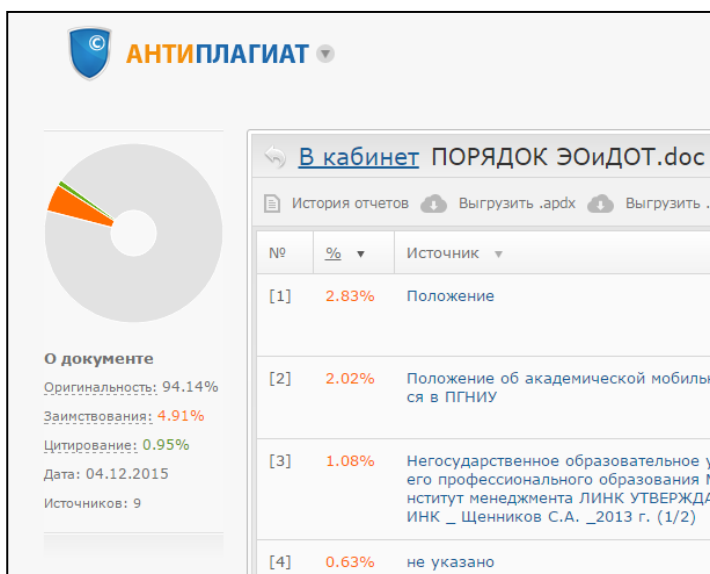 ©
АНТИПЛАГИАТ
В кабинет ПОРЯДОК ЭОиДОТ.doc
История отчетов Выгрузить .apdx Выгрузить .
№ % Источник
[1] 2.83% Положение
[2] 2.02% Положение об академической мобильн
ся в ПГНИУ
[3] 1.08% Негосударственное образовательное у
его профессионального образования М
нститут менеджмента ЛИНК УТВЕРЖДА
ИНК _ Щенников С.А. _2013 г. (1/2)
[4] 0.63% не указано
О документе
Оригинальность: 94.14%
Заимствования: 4.91%
Цитирование: 0.95%
Дата: 04.12.2015
Источников: 9